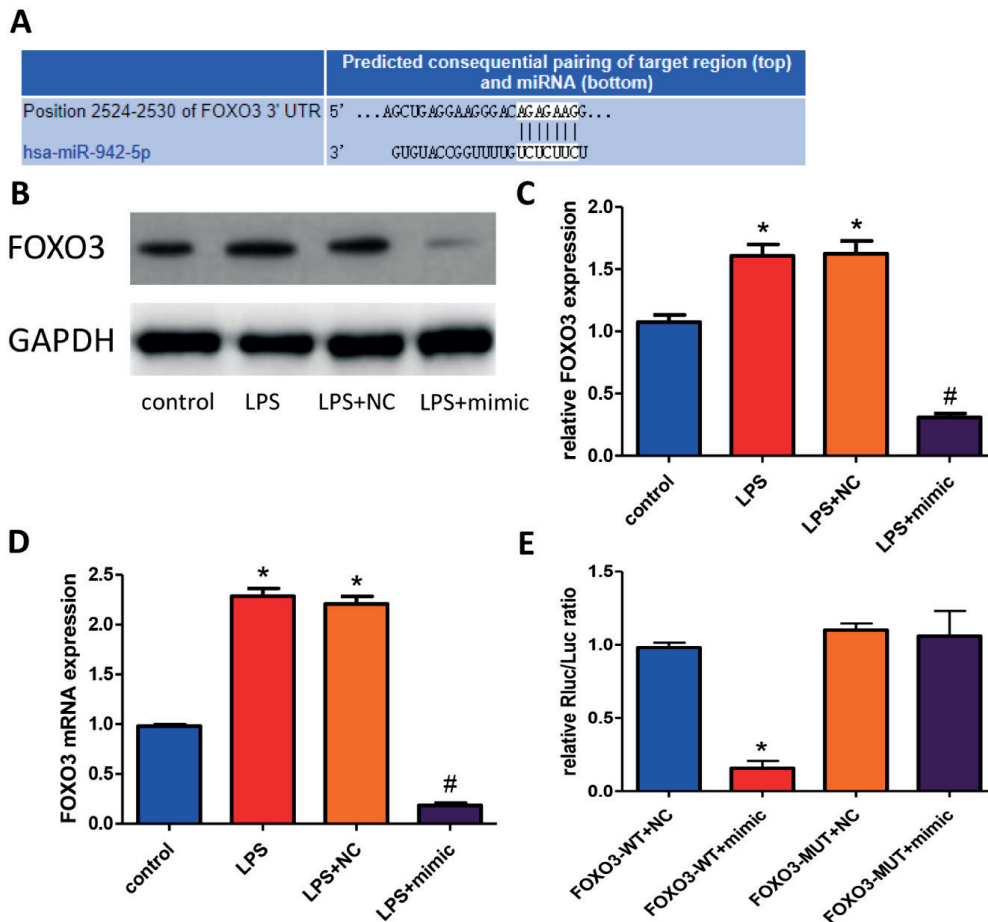 A
Predicted consequential pairing of target region (top)
and miRNA (bottom)
Position 2524-2530 of FOXO3 3' UTR 5' ...AGCUGAGGAAGGGACAGAGAAGG...
hsa-miR-942-5p 3' GUGUACCGGUUUUGUCUCUUCU
B
FOXO3
GAPDH
control LPS LPS+NC LPS+mimic
C
relative FOXO3 expression
2.0
1.5
1.0
0.5
0.0
* * #
control LPS LPS+NC LPS+mimic
D
FOXO3 mRNA expression
2.5
2.0
1.5
1.0
0.5
0.0
* * #
control LPS LPS+NC LPS+mimic
E
relative Rluc/Luc ratio
1.5
1.0
0.5
0.0
*
FOXO3-WT+NC FOXO3-WT+mimic FOXO3-MUT+NC FOXO3-MUT+mimic